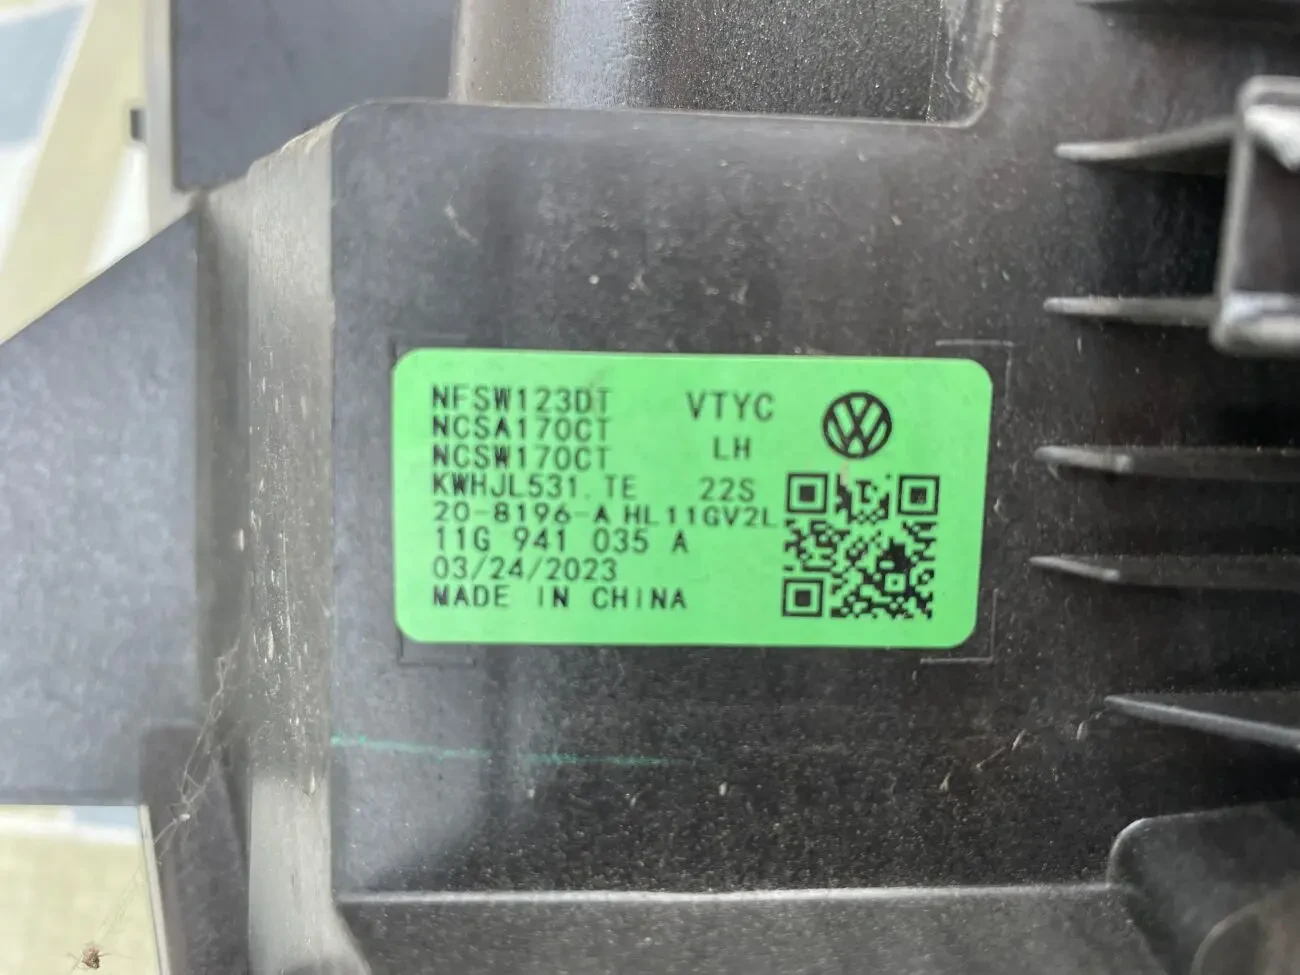 NFSW123DT VTYC
NCSA170CT
NCSW170CT LH
KWHJL531.TE 22S
20-8196-A HL11GV2L
11G 941 035 A
03/24/2023
MADE IN CHINA